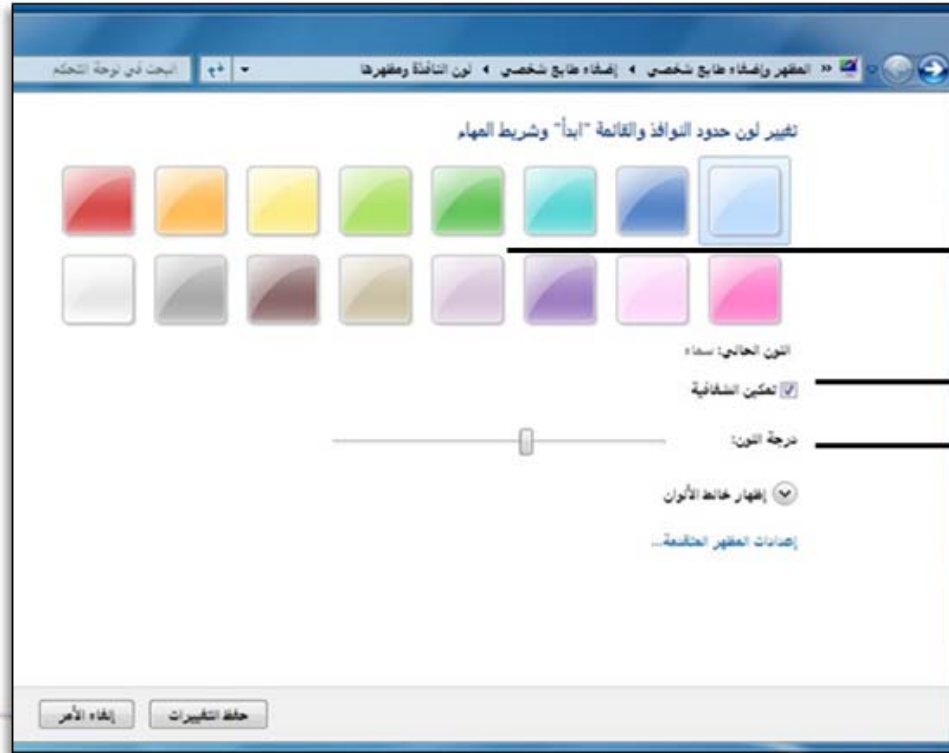 « المظهر وإضفاء طابع شخصي ‹ إضفاء طابع شخصي ‹ لون النافذة ومظهرها
البحث في لوحة التحكم
تغيير لون حدود النوافذ والقائمة "ابدأ" وشريط المهام
اللون الحالي: سماء
تمكين الشفافية
درجة اللون:
إظهار خالط الألوان
إعدادات المظهر المتقدمة...
حفظ التغييرات
إلغاء الأمر